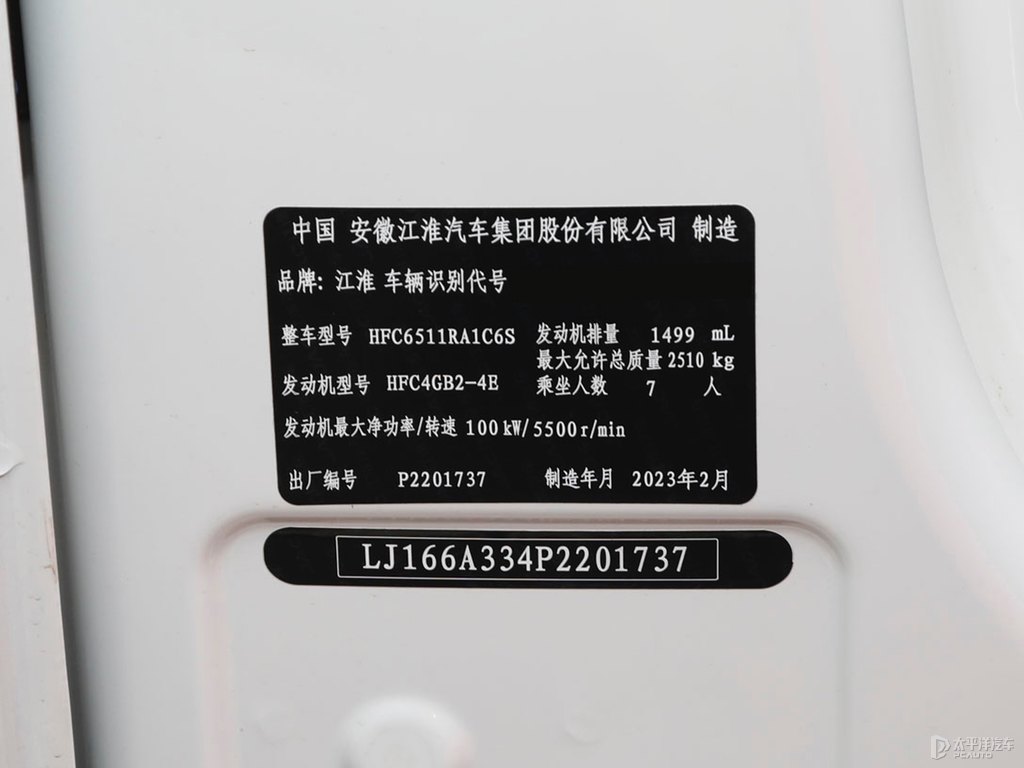 中国 安徽江淮汽车集团股份有限公司 制造
品牌: 江淮 车辆识别代号
整车型号 HFC6511RA1C6S 发动机排量 1499 mL
最大允许总质量 2510 kg
发动机型号 HFC4GB2-4E 乘坐人数 7 人
发动机最大净功率/转速 100 kW/5500 r/min
出厂编号 P2201737 制造年月 2023年2月
LJ166A334P2201737
太平洋汽车
PCAUTO